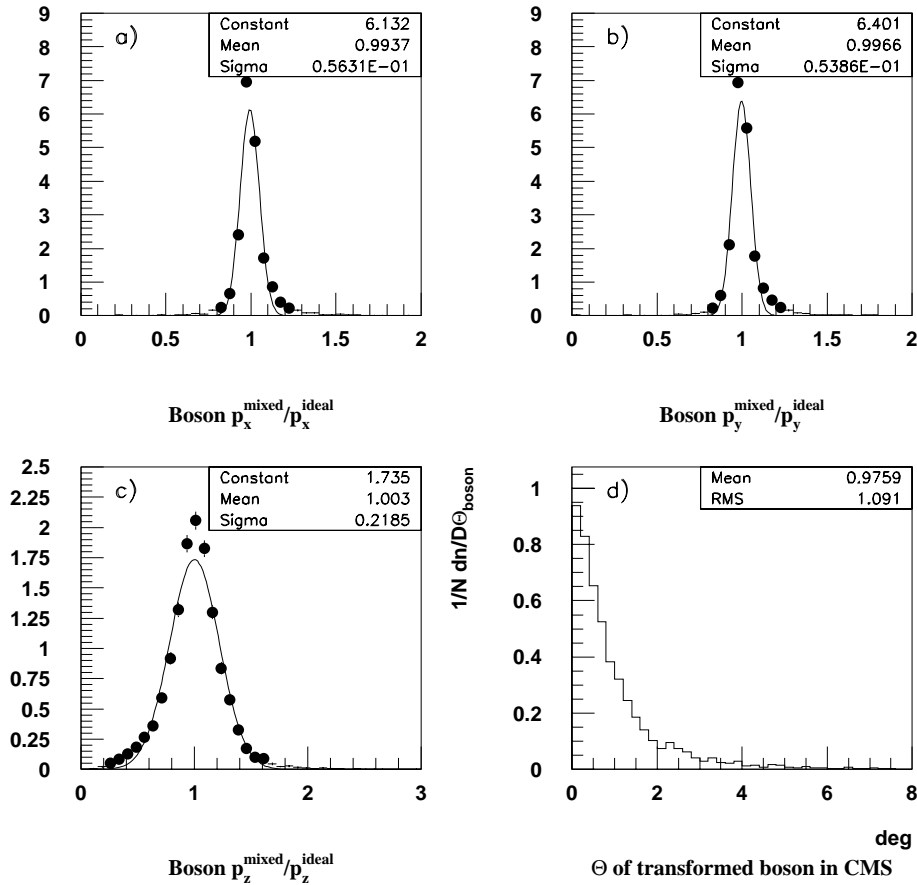 a)
Constant 6.132
Mean 0.9937
Sigma 0.5631E-01
9
8
7
6
5
4
3
2
1
0
0 0.5 1 1.5 2
Boson p_x^mixed/p_x^ideal
b)
Constant 6.401
Mean 0.9966
Sigma 0.5386E-01
9
8
7
6
5
4
3
2
1
0
0 0.5 1 1.5 2
Boson p_y^mixed/p_y^ideal
c)
Constant 1.735
Mean 1.003
Sigma 0.2185
2.5
2.25
2
1.75
1.5
1.25
1
0.75
0.5
0.25
0
0 1 2 3
Boson p_z^mixed/p_z^ideal
d)
Mean 0.9759
RMS 1.091
1/N dn/DΘ_boson
1
0.8
0.6
0.4
0.2
0
0 2 4 6 8
deg
Θ of transformed boson in CMS